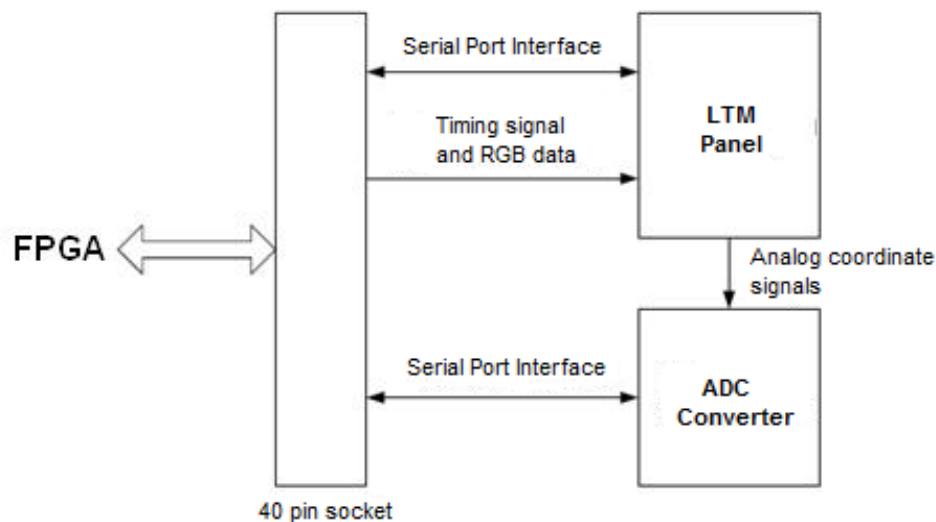 Serial Port Interface
LTM
Panel
Timing signal
and RGB data
FPGA
Analog coordinate
signals
Serial Port Interface
ADC
Converter
40 pin socket